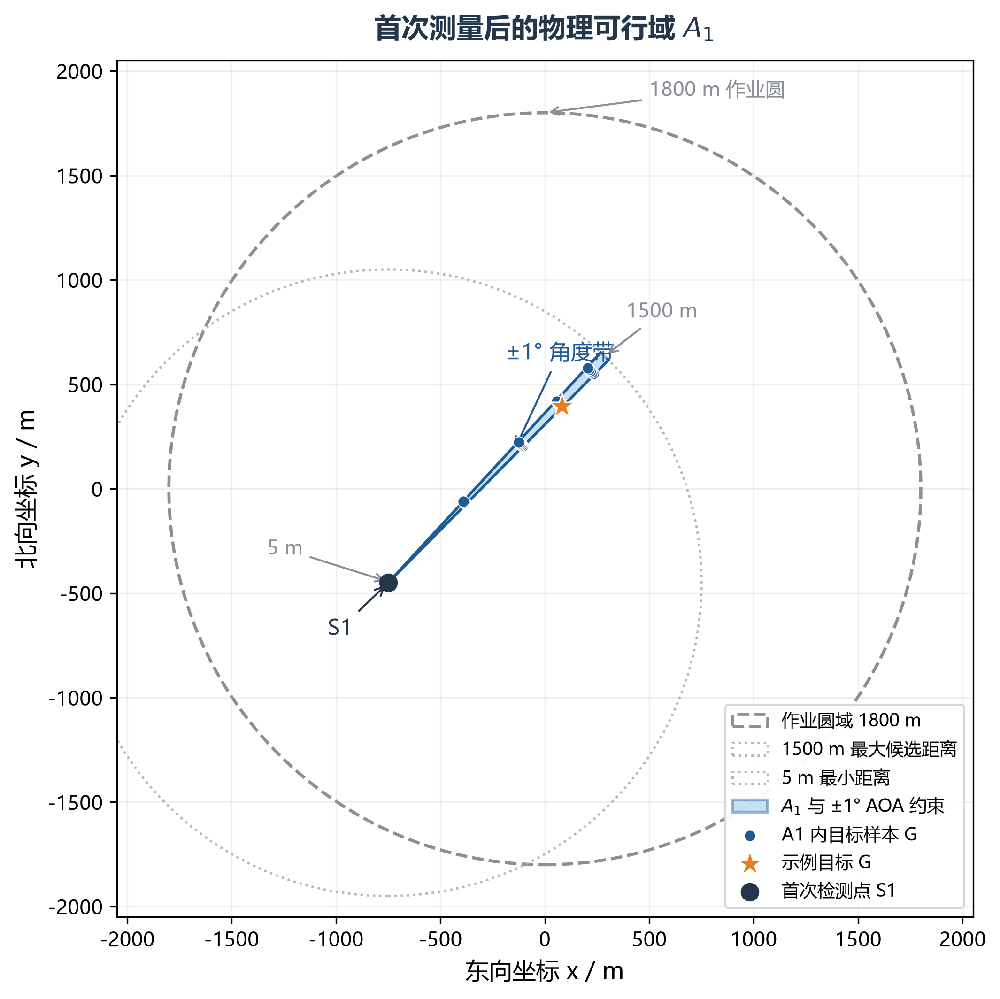 首次测量后的物理可行域 A₁
2000
1500
1000
500
0
-500
-1000
-1500
-2000
北向坐标 y / m
1800 m 作业圆
1500 m
±1° 角度带
5 m
S1
作业圆域 1800 m
1500 m 最大候选距离
5 m 最小距离
A₁ 与 ±1° AOA 约束
A1 内目标样本 G
示例目标 G
首次检测点 S1
-2000 -1500 -1000 -500 0 500 1000 1500 2000
东向坐标 x / m